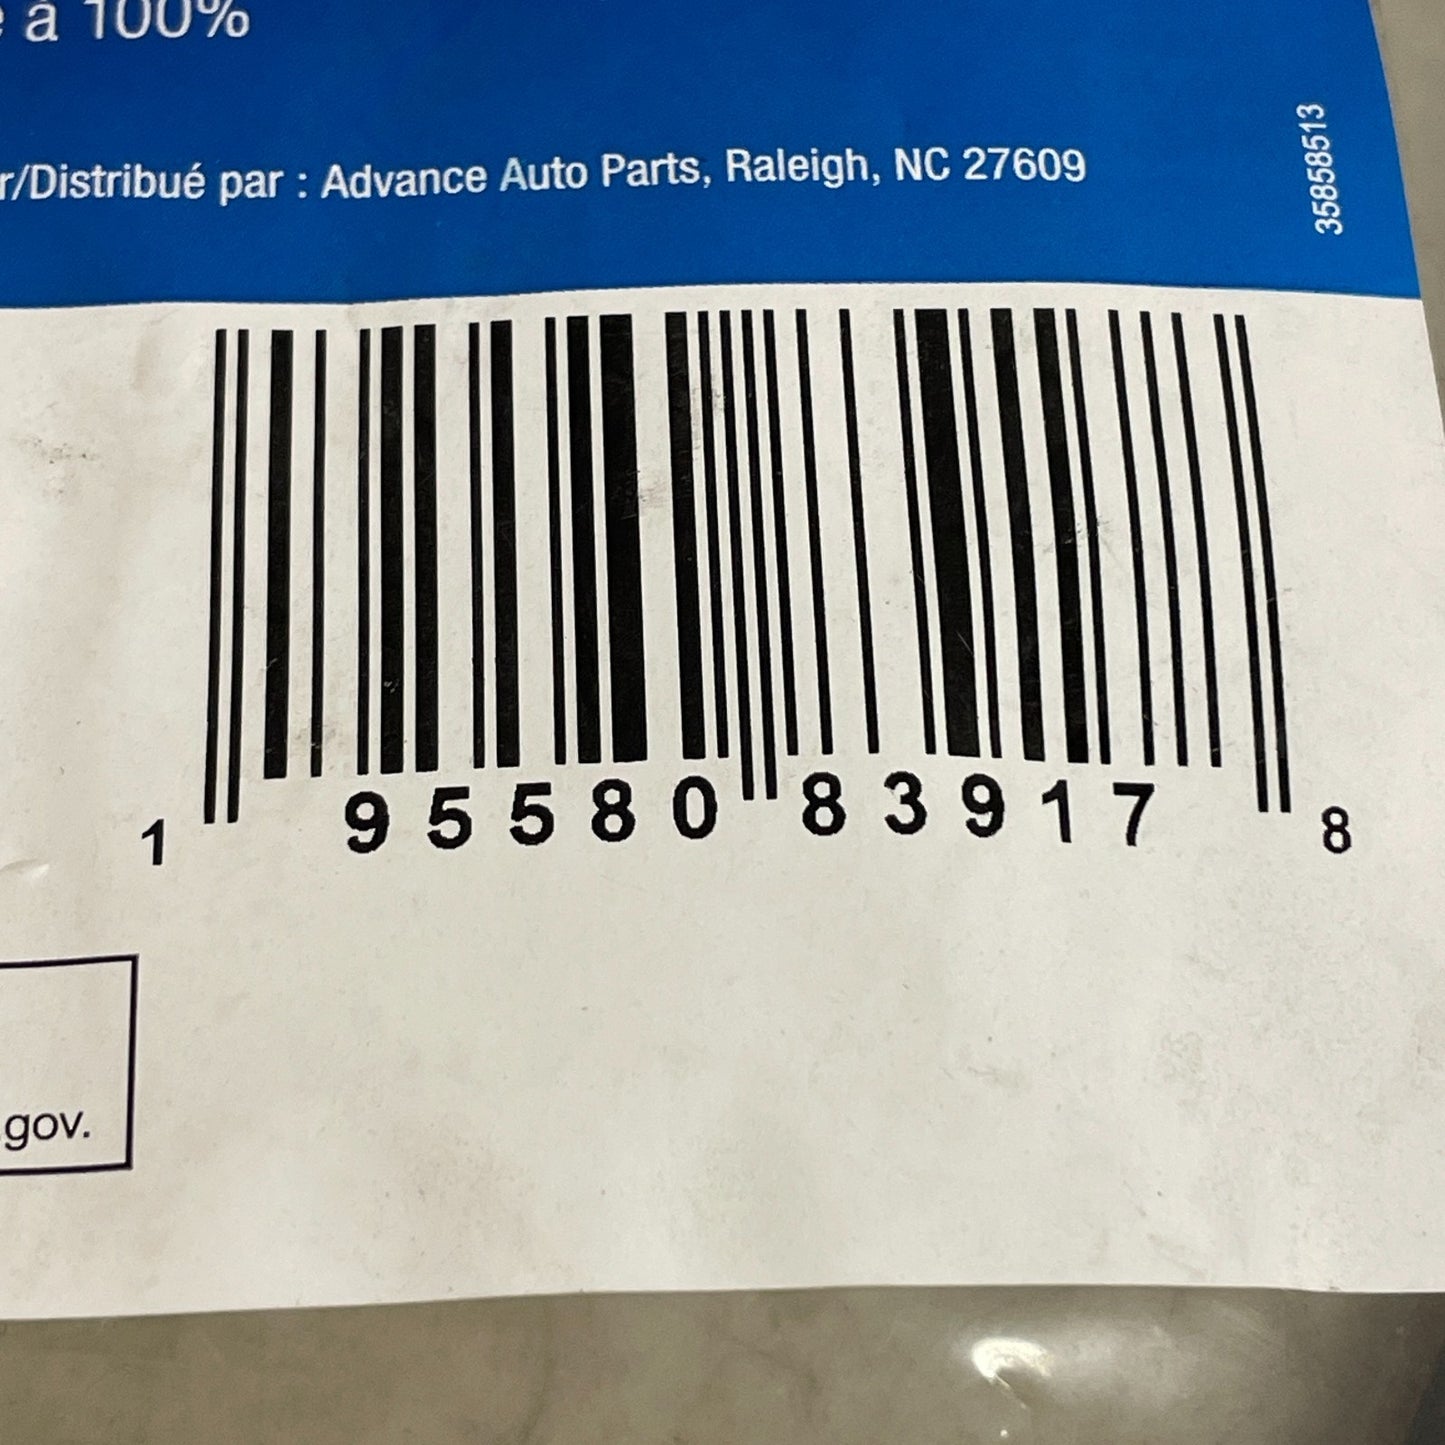 à 100%
r/Distribué par : Advance Auto Parts, Raleigh, NC 27609
35858513
1 95580 83917 8
gov.